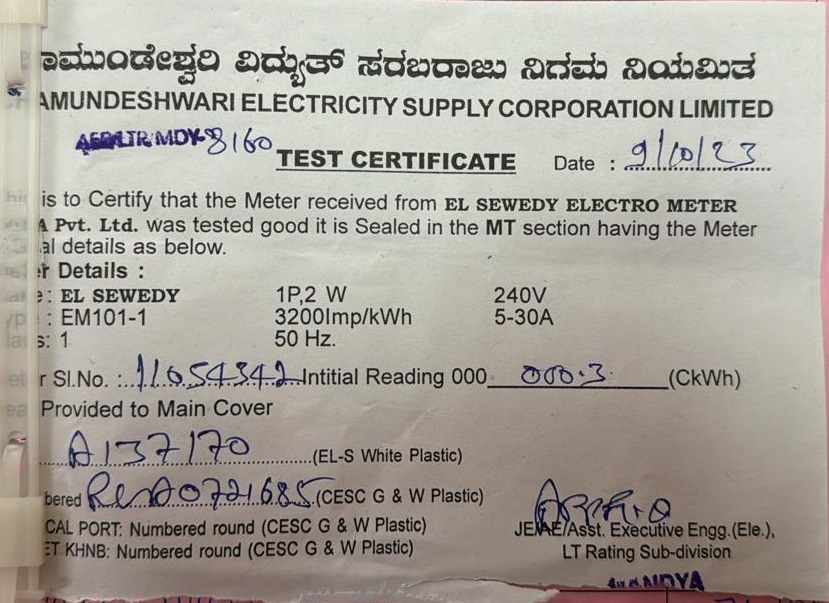 ಾಮುಂಡೇಶ್ವರಿ ವಿದ್ಯುತ್ ಸರಬರಾಜು ನಿಗಮ ನಿಯಮಿತ
AMUNDESHWARI ELECTRICITY SUPPLY CORPORATION LIMITED
MDY-8160
TEST CERTIFICATE Date : 9/10/23
is to Certify that the Meter received from EL SEWEDY ELECTRO METER
A Pvt. Ltd. was tested good it is Sealed in the MT section having the Meter
al details as below.
r Details :
e: EL SEWEDY 1P,2 W 240V
: EM101-1 3200Imp/kWh 5-30A
s: 1 50 Hz.
r Sl.No. : 11054342 Intitial Reading 000 000.3 (CkWh)
Provided to Main Cover
A137170 (EL-S White Plastic)
bered A0721685 (CESC G & W Plastic)
CAL PORT: Numbered round (CESC G & W Plastic)
ET KHNB: Numbered round (CESC G & W Plastic)
JE/AE/Asst. Executive Engg.(Ele.),
LT Rating Sub-division
MANDYA